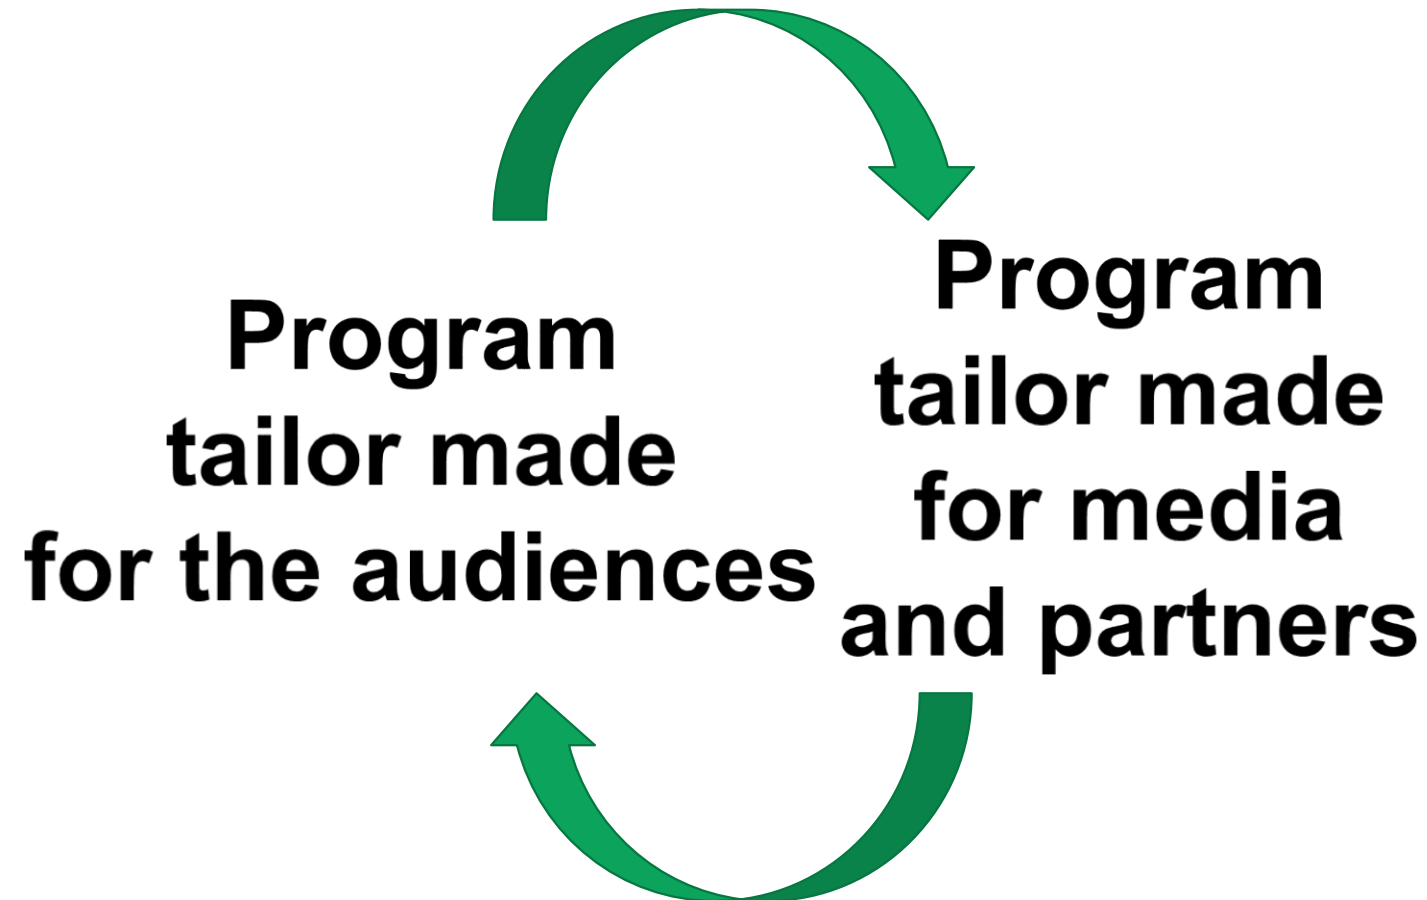 Program
tailor made
for the audiences
Program
tailor made
for media
and partners